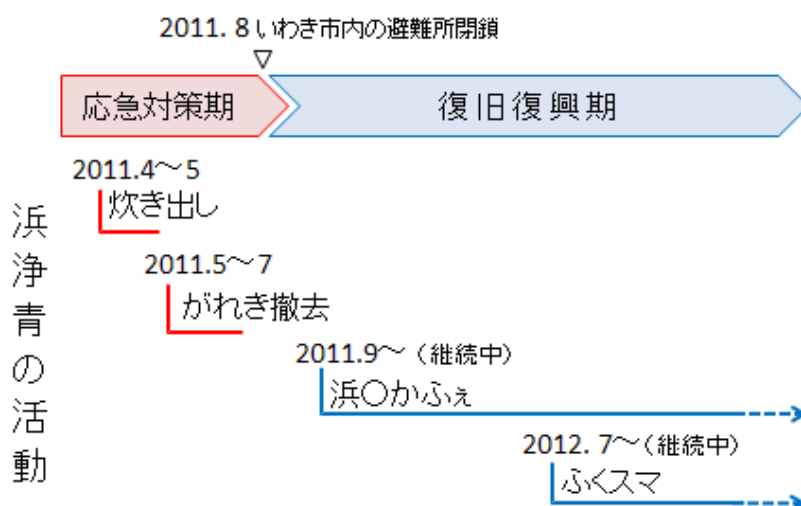 2011. 8 いわき市内の避難所閉鎖
▽
応急対策期
復旧復興期
浜浄青の活動
2011.4～5
炊き出し
2011.5～7
がれき撤去
2011.9～（継続中）
浜〇かふぇ
2012. 7～（継続中）
ふくスマ